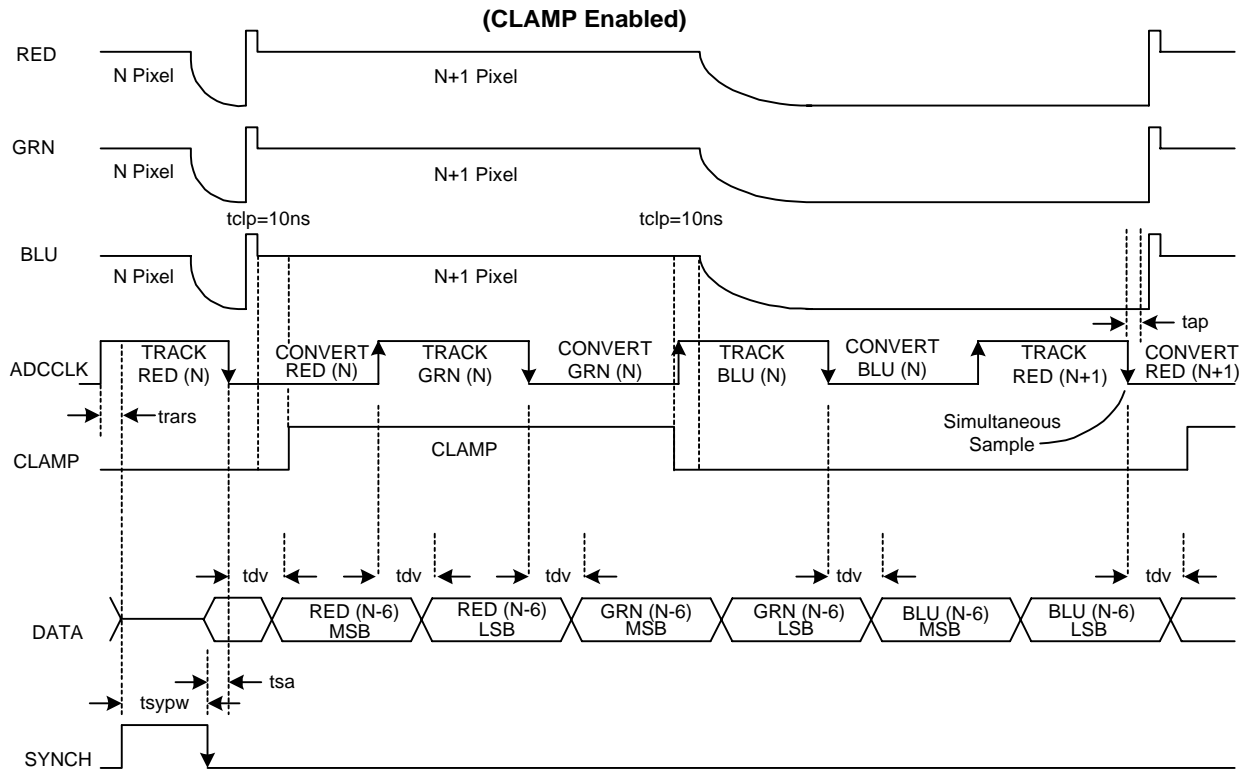 (CLAMP Enabled)
RED
N Pixel
N+1 Pixel
GRN
N Pixel
N+1 Pixel
tclp=10ns
tclp=10ns
BLU
N Pixel
N+1 Pixel
tap
ADCCLK
TRACK
RED (N)
CONVERT
RED (N)
TRACK
GRN (N)
CONVERT
GRN (N)
TRACK
BLU (N)
CONVERT
BLU (N)
TRACK
RED (N+1)
CONVERT
RED (N+1)
trars
Simultaneous
Sample
CLAMP
CLAMP
tdv
tdv
tdv
tdv
tdv
DATA
RED (N-6)
MSB
RED (N-6)
LSB
GRN (N-6)
MSB
GRN (N-6)
LSB
BLU (N-6)
MSB
BLU (N-6)
LSB
tsa
tsypw
SYNCH